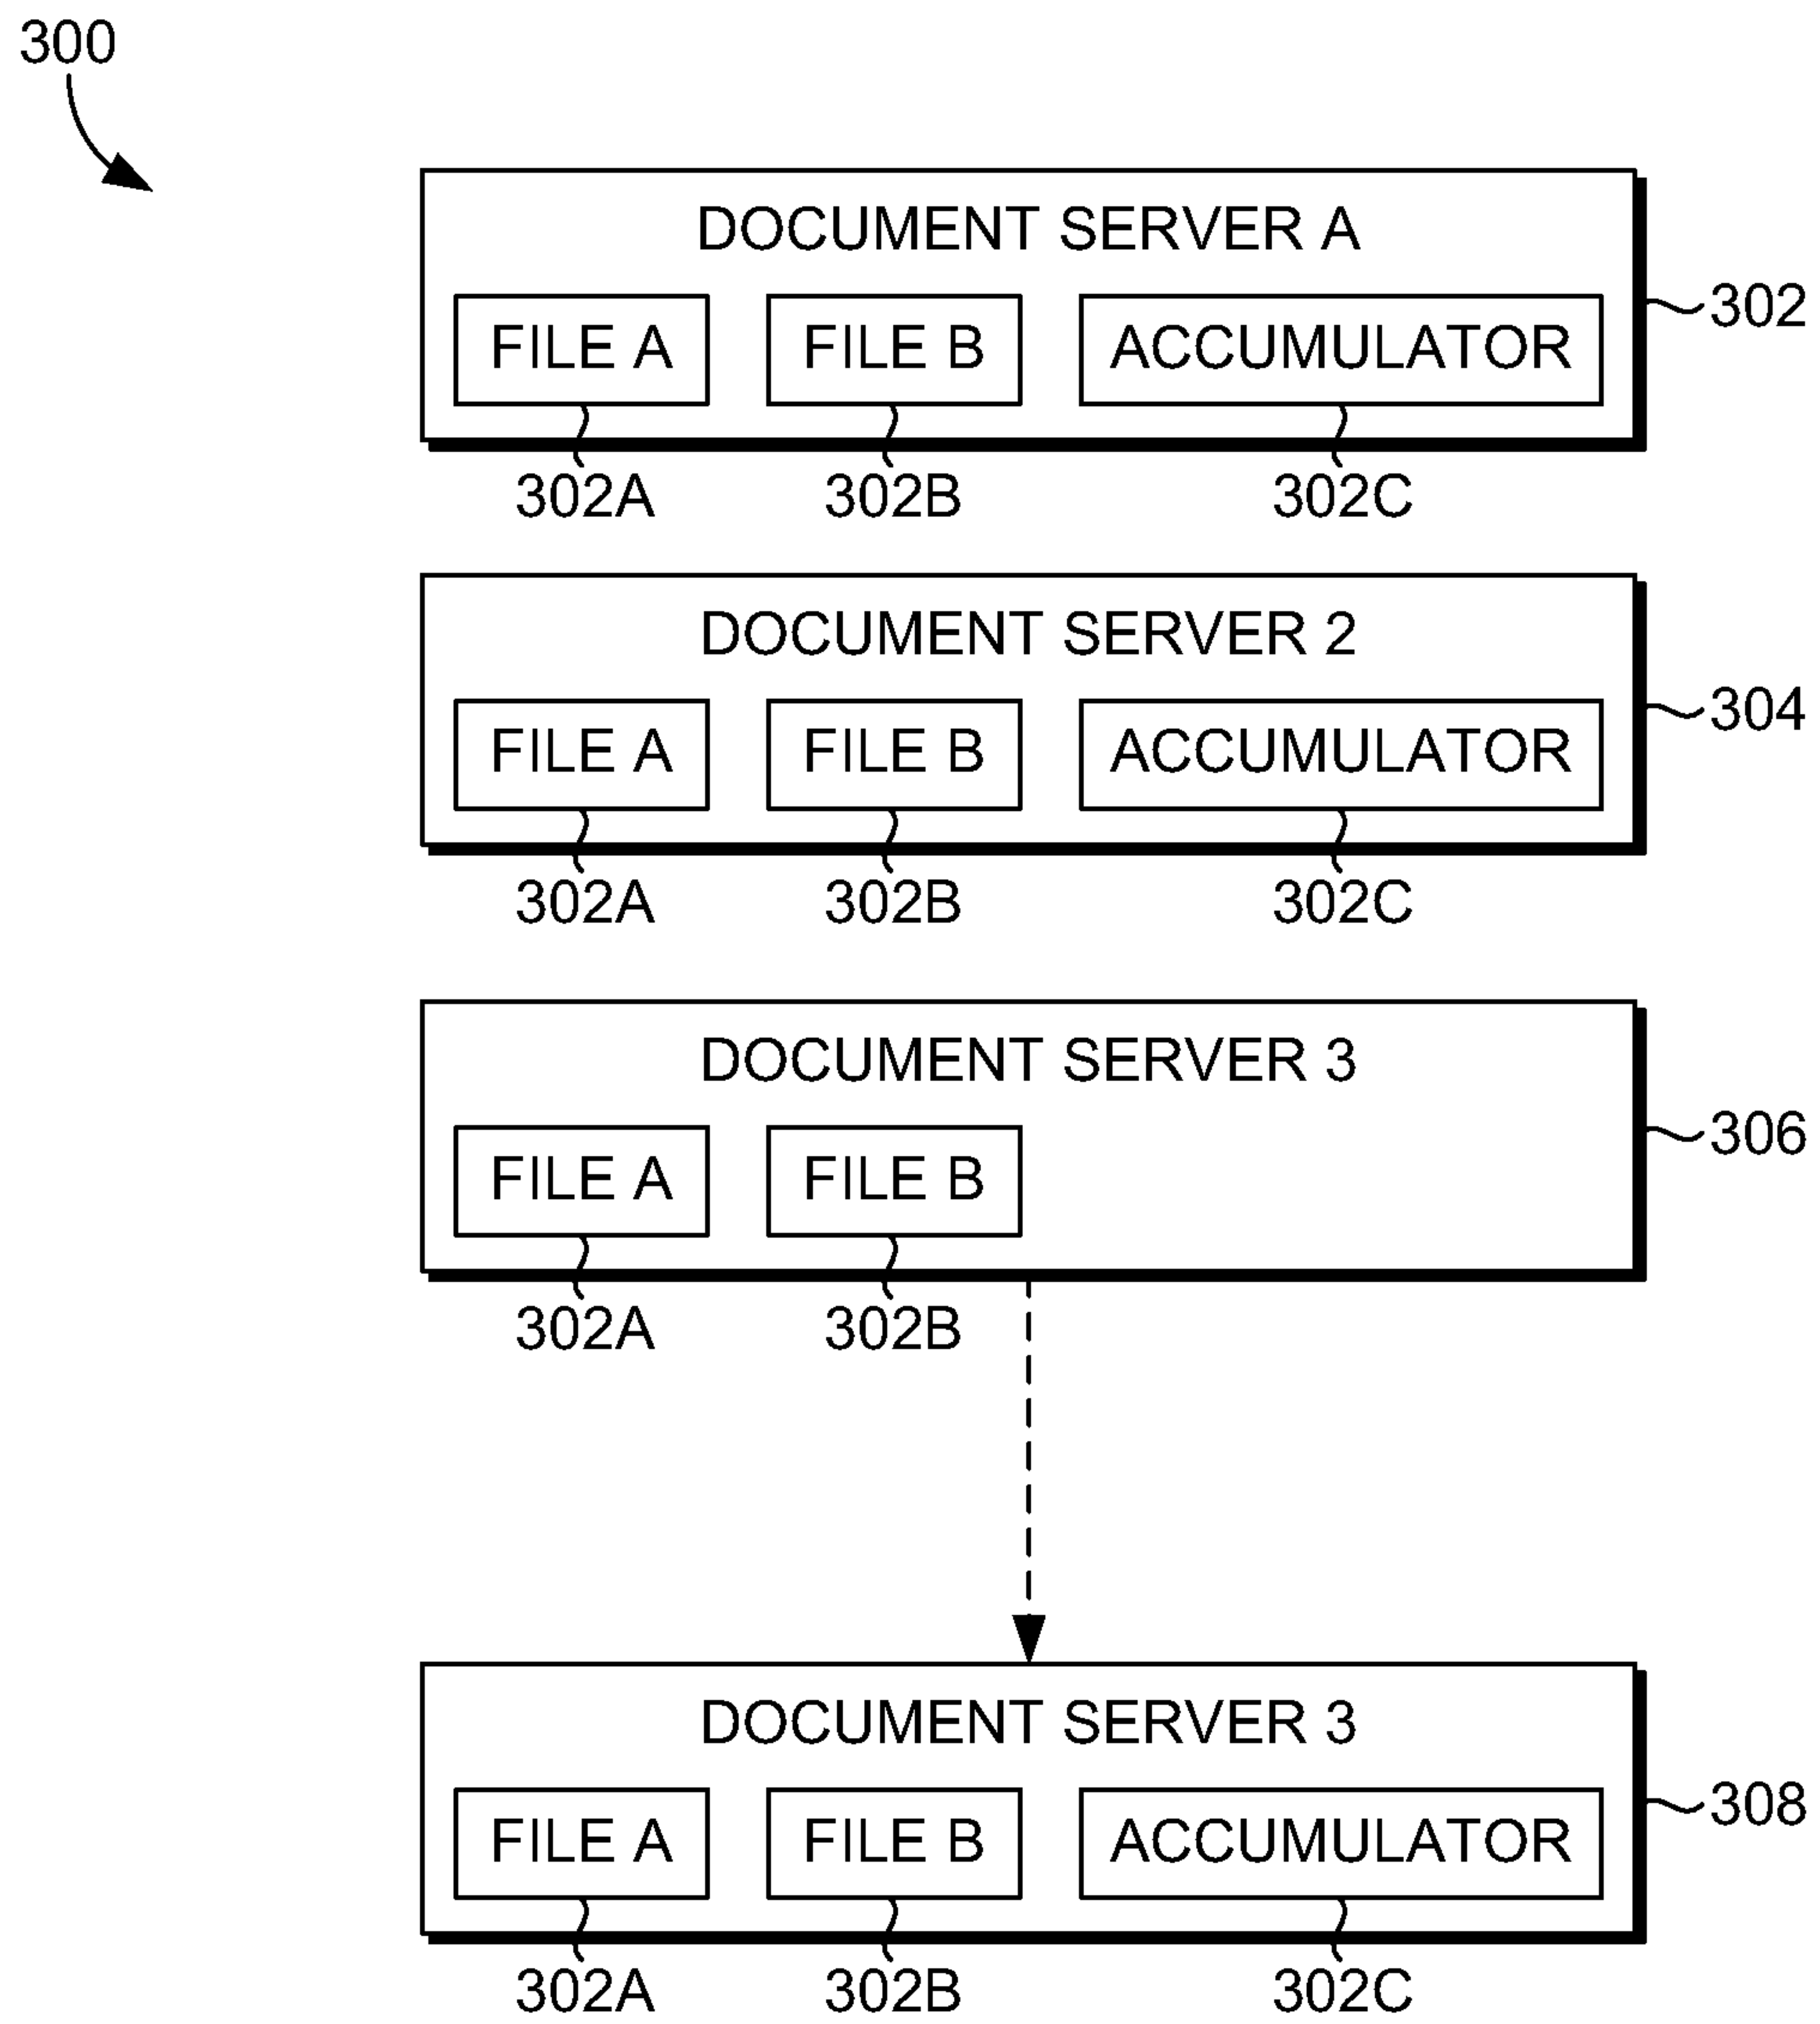 300
DOCUMENT SERVER A
FILE A FILE B ACCUMULATOR
302
302A 302B 302C
DOCUMENT SERVER 2
FILE A FILE B ACCUMULATOR
304
302A 302B 302C
DOCUMENT SERVER 3
FILE A FILE B
306
302A 302B
DOCUMENT SERVER 3
FILE A FILE B ACCUMULATOR
308
302A 302B 302C